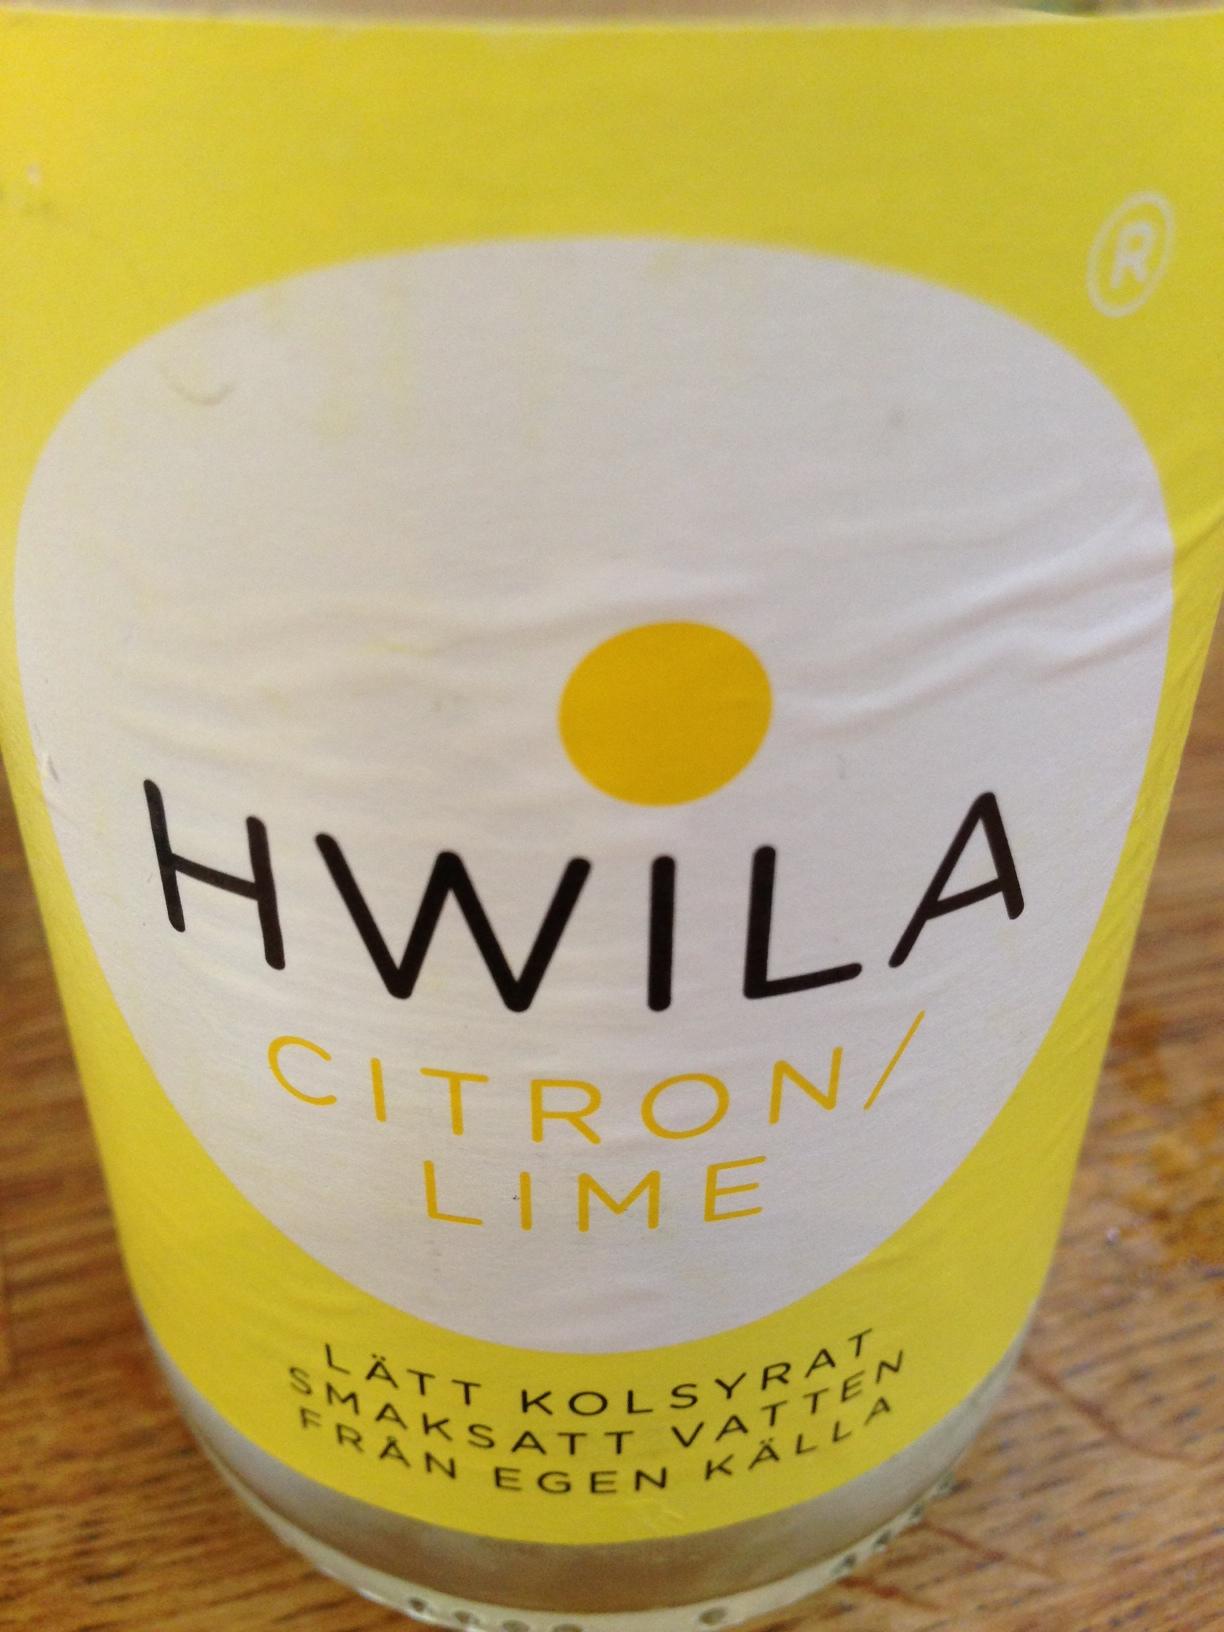 ®
HWILA
CITRON/
LIME
LÄTT KOLSYRAT
SMAKSATT VATTEN
FRÅN EGEN KÄLLA